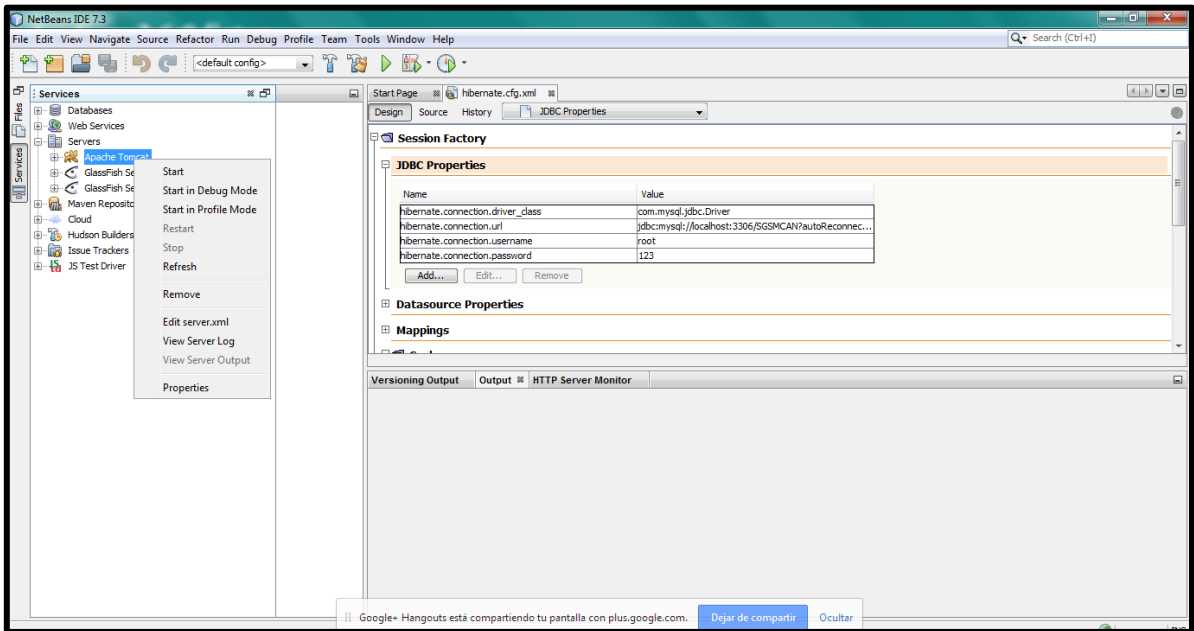 NetBeans IDE 7.3
File Edit View Navigate Source Refactor Run Debug Profile Team Tools Window Help
Search (Ctrl+I)
<default config>
Files
Services
Services
Databases
Web Services
Servers
Apache Tomcat
GlassFish Se
GlassFish Se
Maven Reposito
Cloud
Hudson Builders
Issue Trackers
JS Test Driver
Start
Start in Debug Mode
Start in Profile Mode
Restart
Stop
Refresh
Remove
Edit server.xml
View Server Log
View Server Output
Properties
Start Page hibernate.cfg.xml
Design Source History JDBC Properties
Session Factory
JDBC Properties
Name Value
hibernate.connection.driver_class com.mysql.jdbc.Driver
hibernate.connection.url jdbc:mysql://localhost:3306/SGSMCAN?autoReconnec...
hibernate.connection.username root
hibernate.connection.password 123
Add... Edit... Remove
Datasource Properties
Mappings
Versioning Output Output HTTP Server Monitor
Google+ Hangouts está compartiendo tu pantalla con plus.google.com. Dejar de compartir Ocultar